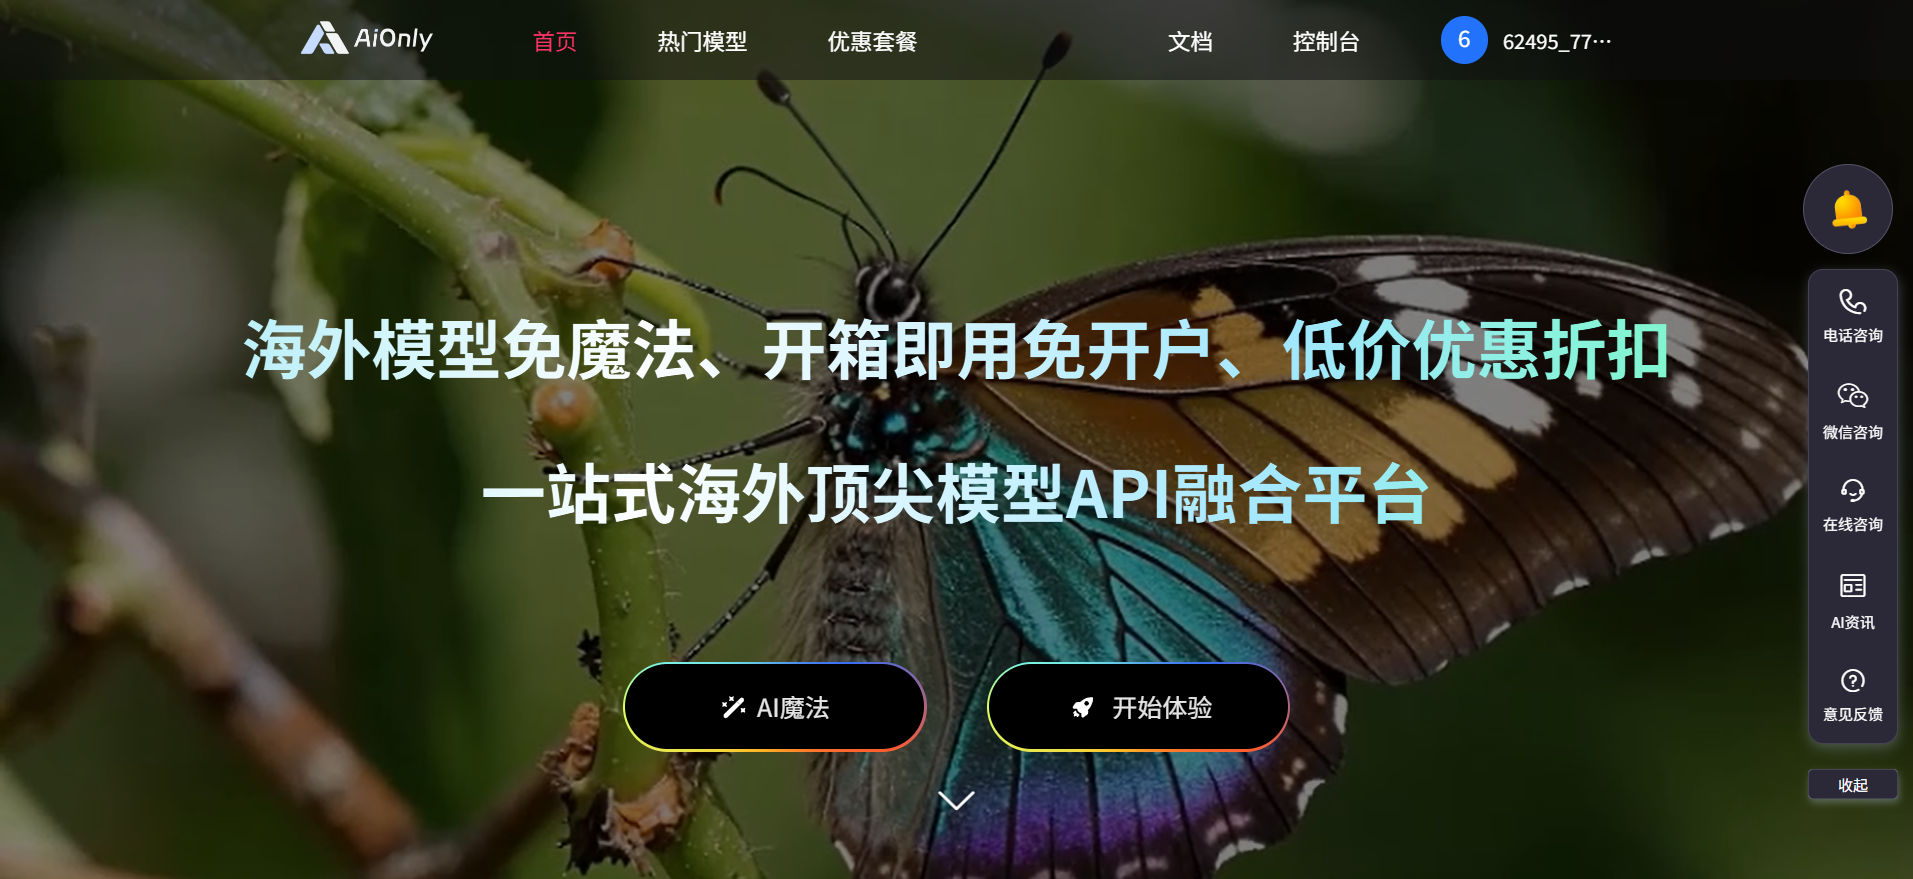 AiOnly 首页 热门模型 优惠套餐 文档 控制台 6 62495_77…
海外模型免魔法、开箱即用免开户、低价优惠折扣
一站式海外顶尖模型API融合平台
AI魔法 开始体验
电话咨询
微信咨询
在线咨询
AI资讯
意见反馈
收起